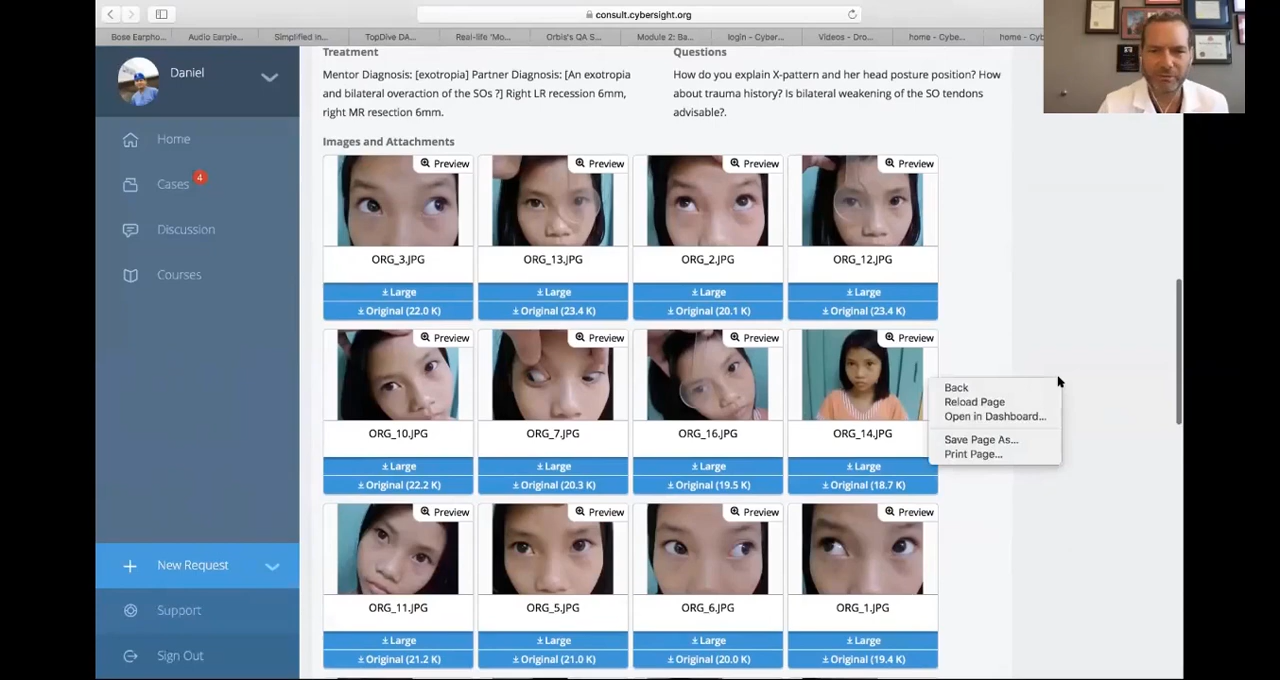 consult.cybersight.org
Bose Earpho...
Audio Earple...
Simplified In...
TopDive DA...
Real-life "Mo...
Orbis's QA S...
Module 2: Ba...
login - Cyber...
Videos - Dro...
home - Cybe...
home - Cyb
Daniel
Home
Cases 4
Discussion
Courses
New Request
Support
Sign Out
Treatment
Mentor Diagnosis: [exotropia] Partner Diagnosis: [An exotropia
and bilateral overaction of the SOs ?] Right LR recession 6mm,
right MR resection 6mm.
Questions
How do you explain X-pattern and her head posture position? How
about trauma history? Is bilateral weakening of the SO tendons
advisable?.
Images and Attachments
Preview
Preview
Preview
Preview
ORG_3.JPG
ORG_13.JPG
ORG_2.JPG
ORG_12.JPG
Large
Large
Large
Large
Original (22.0 K)
Original (23.4 K)
Original (20.1 K)
Original (23.4 K)
Preview
Preview
Preview
Preview
ORG_10.JPG
ORG_7.JPG
ORG_16.JPG
ORG_14.JPG
Large
Large
Large
Large
Original (22.2 K)
Original (20.3 K)
Original (19.5 K)
Original (18.7 K)
Back
Reload Page
Open in Dashboard...
Save Page As...
Print Page...
Preview
Preview
Preview
Preview
ORG_11.JPG
ORG_5.JPG
ORG_6.JPG
ORG_1.JPG
Large
Large
Large
Large
Original (21.2 K)
Original (21.0 K)
Original (20.0 K)
Original (19.4 K)